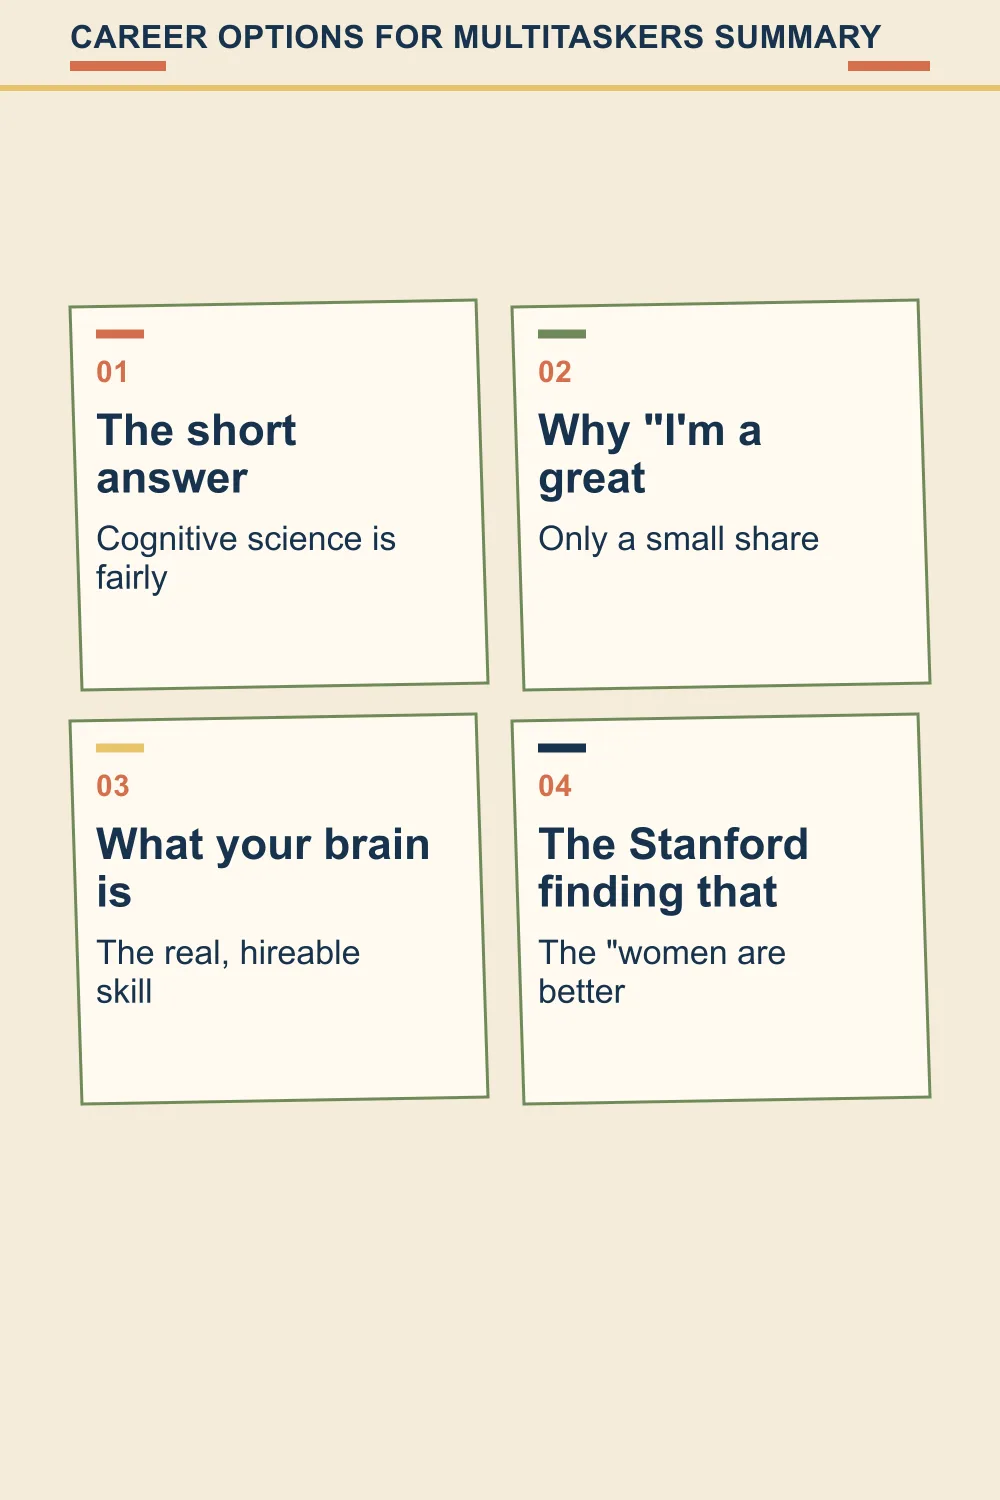 CAREER OPTIONS FOR MULTITASKERS SUMMARY
01
The short
answer
Cognitive science is
fairly
02
Why "I'm a
great
Only a small share
03
What your brain
is
The real, hireable
skill
04
The Stanford
finding that
The "women are
better